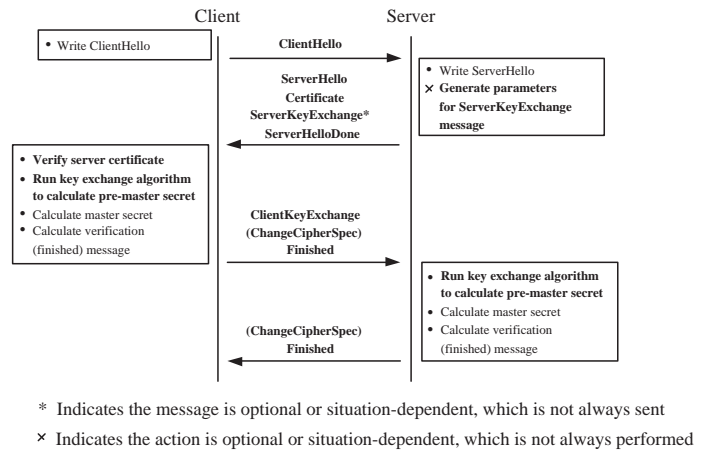 Client Server
• Write ClientHello
ClientHello
• Write ServerHello
× Generate parameters
for ServerKeyExchange
message
ServerHello
Certificate
ServerKeyExchange*
ServerHelloDone
• Verify server certificate
• Run key exchange algorithm
to calculate pre-master secret
• Calculate master secret
• Calculate verification
(finished) message
ClientKeyExchange
(ChangeCipherSpec)
Finished
• Run key exchange algorithm
to calculate pre-master secret
• Calculate master secret
• Calculate verification
(finished) message
(ChangeCipherSpec)
Finished
* Indicates the message is optional or situation-dependent, which is not always sent
× Indicates the action is optional or situation-dependent, which is not always performed